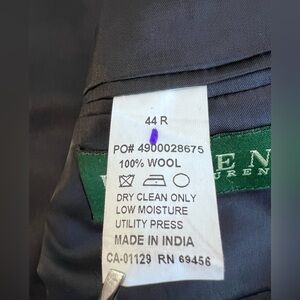 44 R
PO# 4900028675
100% WOOL
DRY CLEAN ONLY
LOW MOISTURE
UTILITY PRESS
MADE IN INDIA
CA-01129 RN 69456